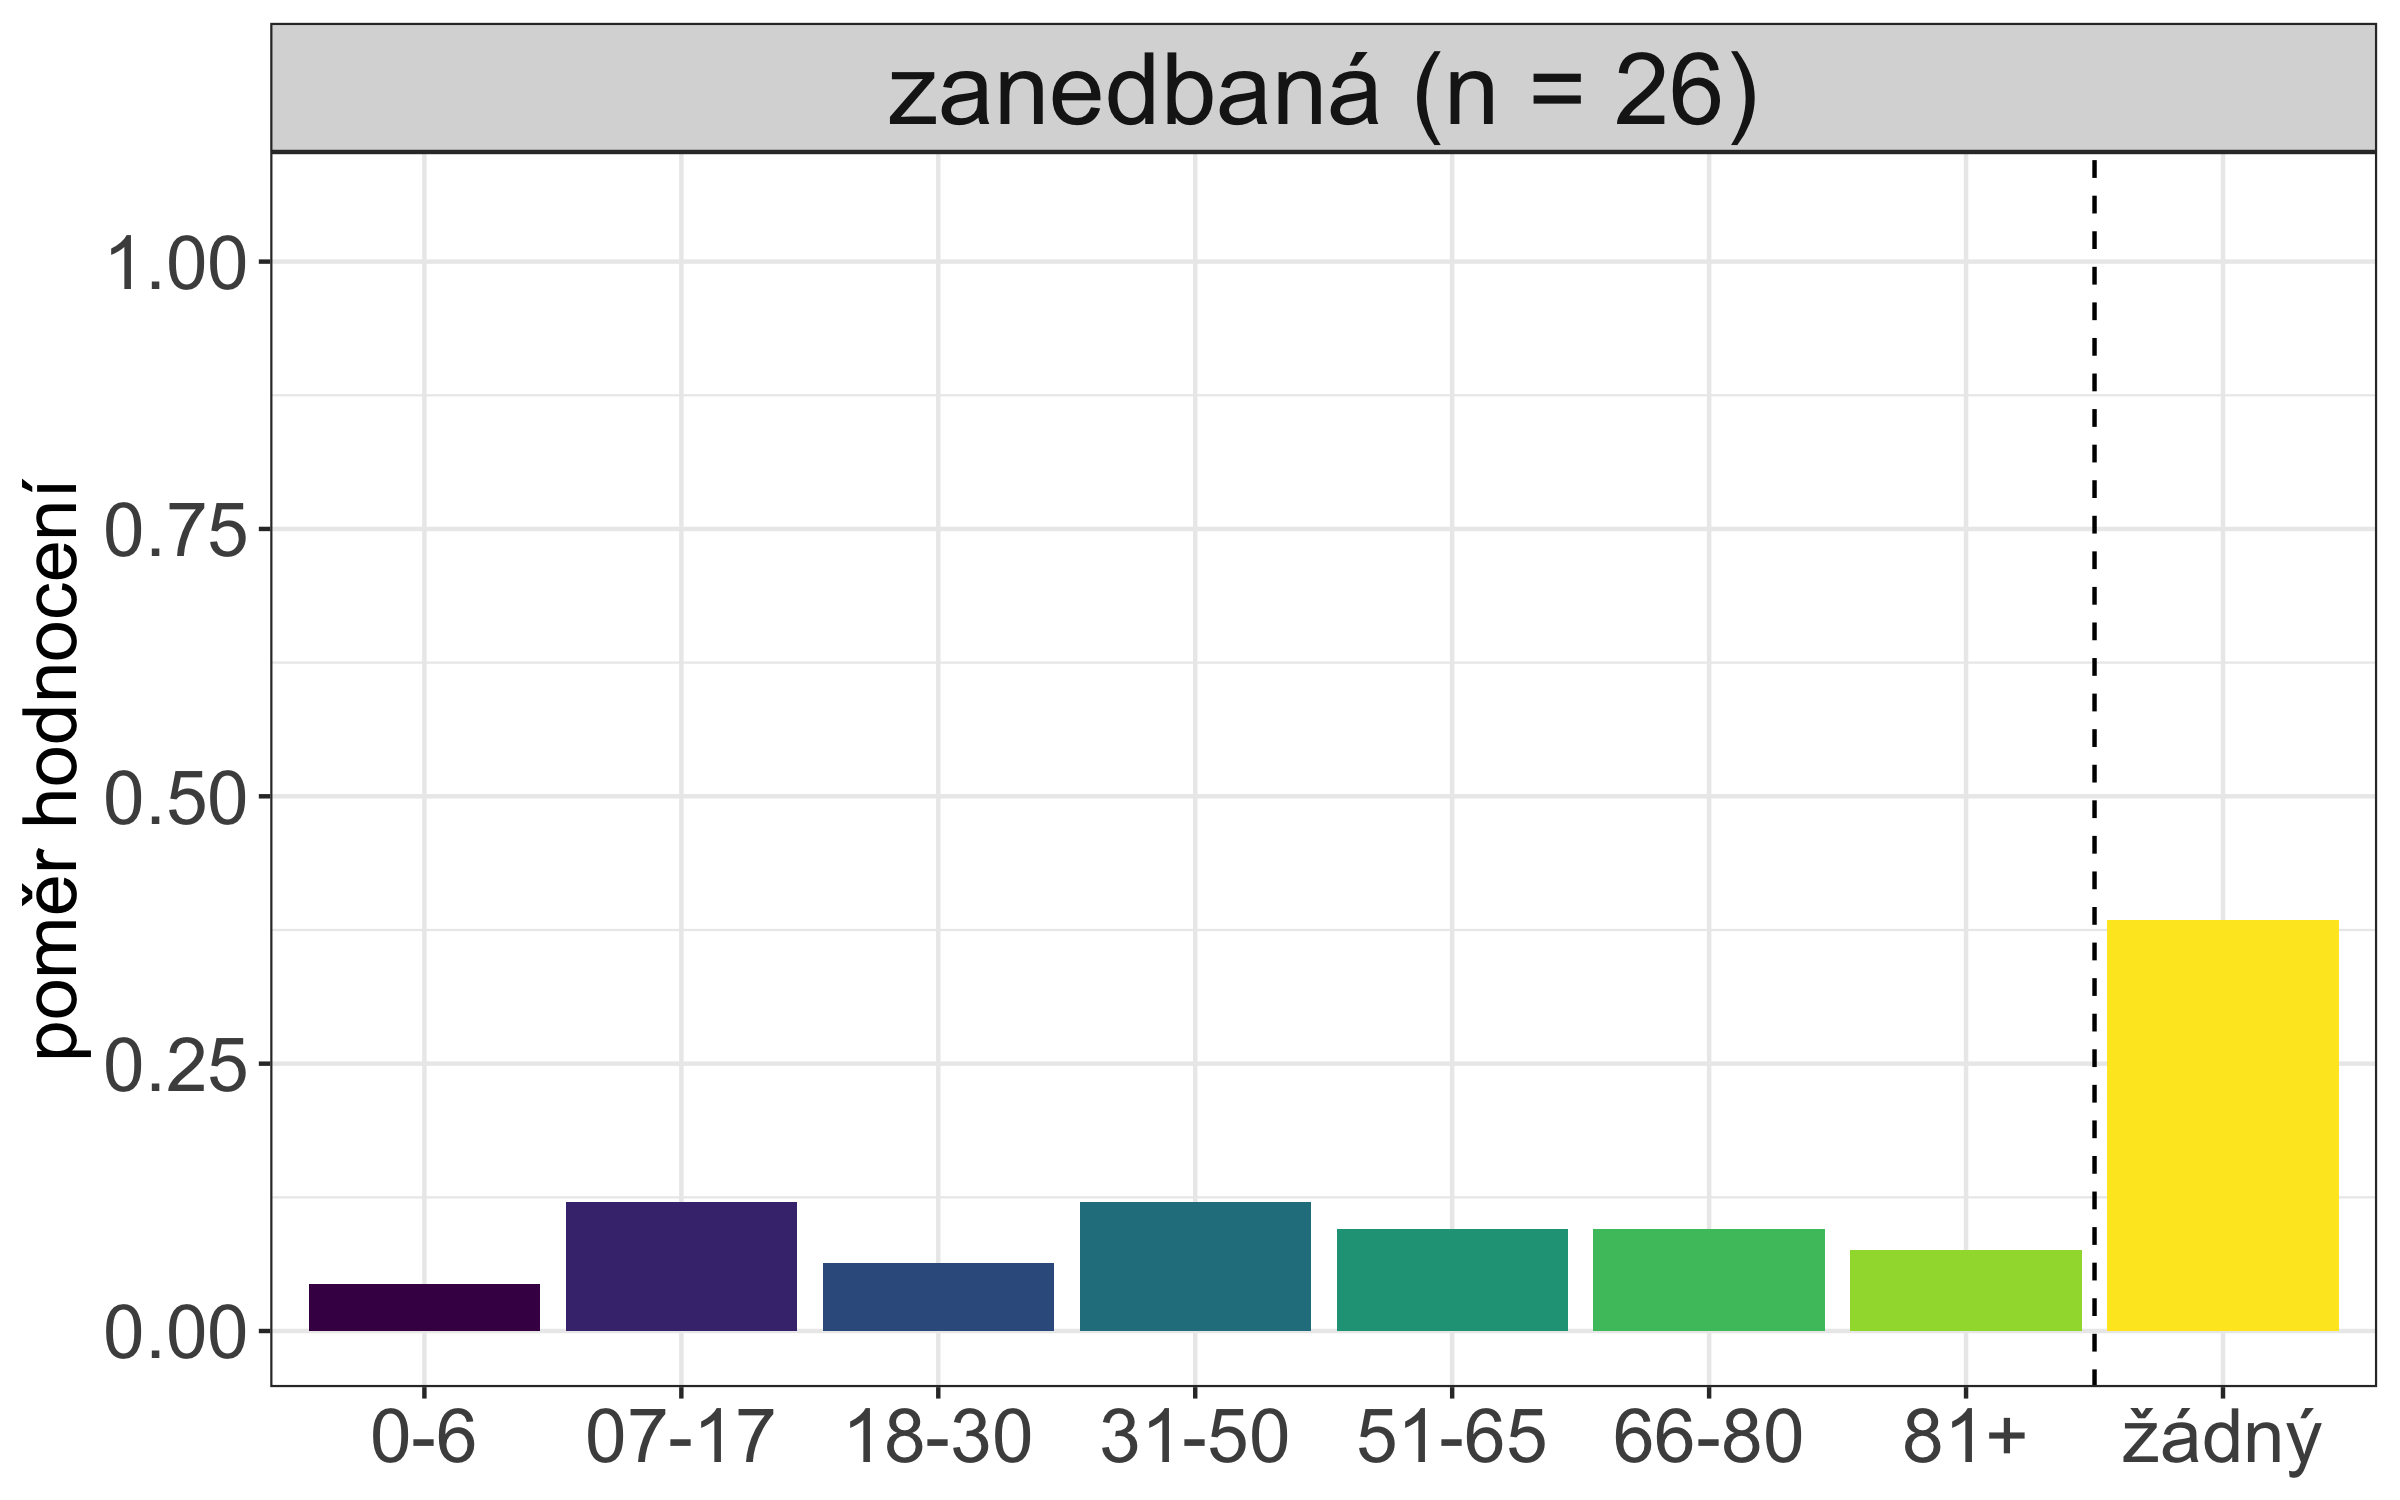 zanedbaná (n = 26)
poměr hodnocení
1.00
0.75
0.50
0.25
0.00
0-6 07-17 18-30 31-50 51-65 66-80 81+ žádný